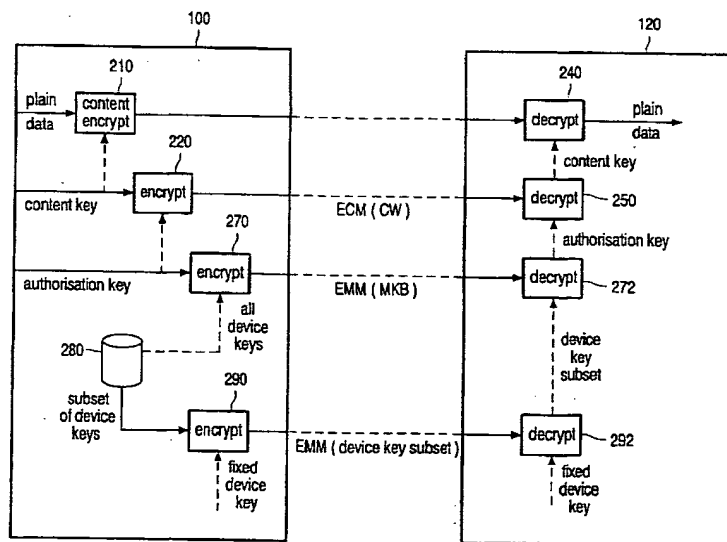 100
120
210
content
encrypt
plain
data
240
decrypt
plain
data
220
encrypt
content key
content key
ECM ( CW )
decrypt
250
270
encrypt
authorisation key
authorisation key
EMM ( MKB )
decrypt
272
all
device
keys
280
device
key
subset
subset
of device
keys
290
encrypt
EMM ( device key subset )
decrypt
292
fixed
device
key
fixed
device
key